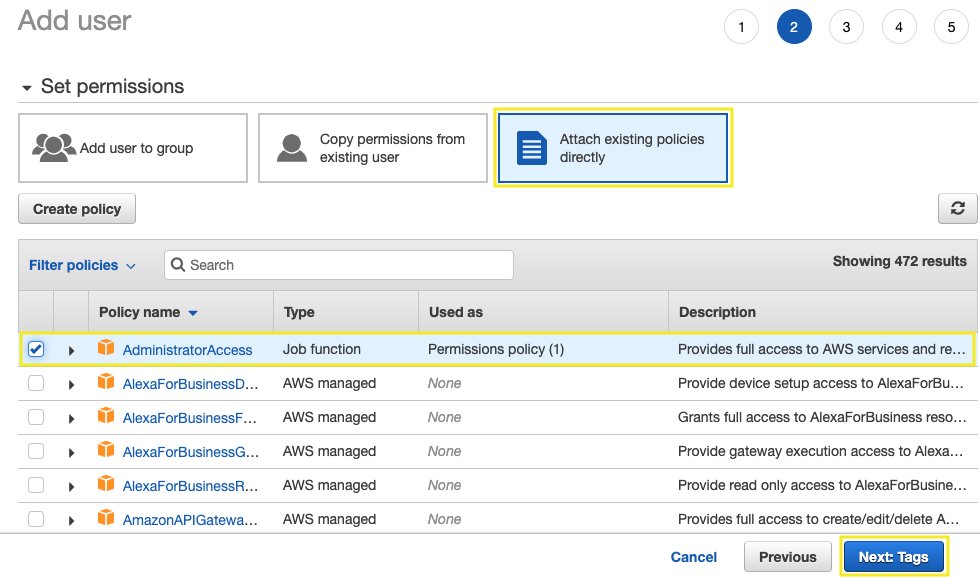 Add user
1 2 3 4 5
Set permissions
Add user to group
Copy permissions from
existing user
Attach existing policies
directly
Create policy
Filter policies Search Showing 472 results
Policy name Type Used as Description
AdministratorAccess Job function Permissions policy (1) Provides full access to AWS services and re...
AlexaForBusinessD... AWS managed None Provide device setup access to AlexaForBu...
AlexaForBusinessF... AWS managed None Grants full access to AlexaForBusiness reso...
AlexaForBusinessG... AWS managed None Provide gateway execution access to Alexa...
AlexaForBusinessR... AWS managed None Provide read only access to AlexaForBusine...
AmazonAPIGatewa... AWS managed None Provides full access to create/edit/delete A...
Cancel Previous Next: Tags